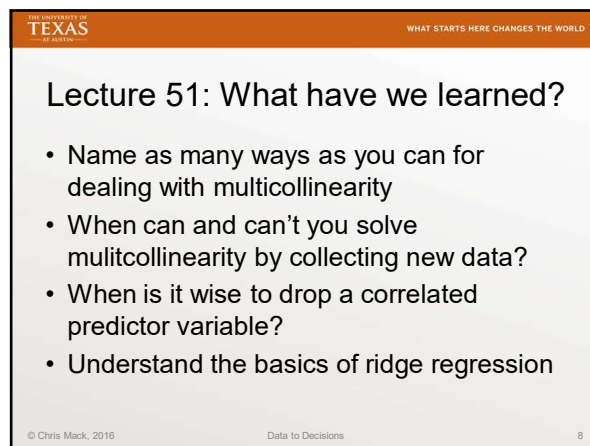 THE UNIVERSITY OF
TEXAS
AT AUSTIN
WHAT STARTS HERE CHANGES THE WORLD
Lecture 51: What have we learned?
• Name as many ways as you can for
dealing with multicollinearity
• When can and can’t you solve
mulitcollinearity by collecting new data?
• When is it wise to drop a correlated
predictor variable?
• Understand the basics of ridge regression
© Chris Mack, 2016
Data to Decisions
8